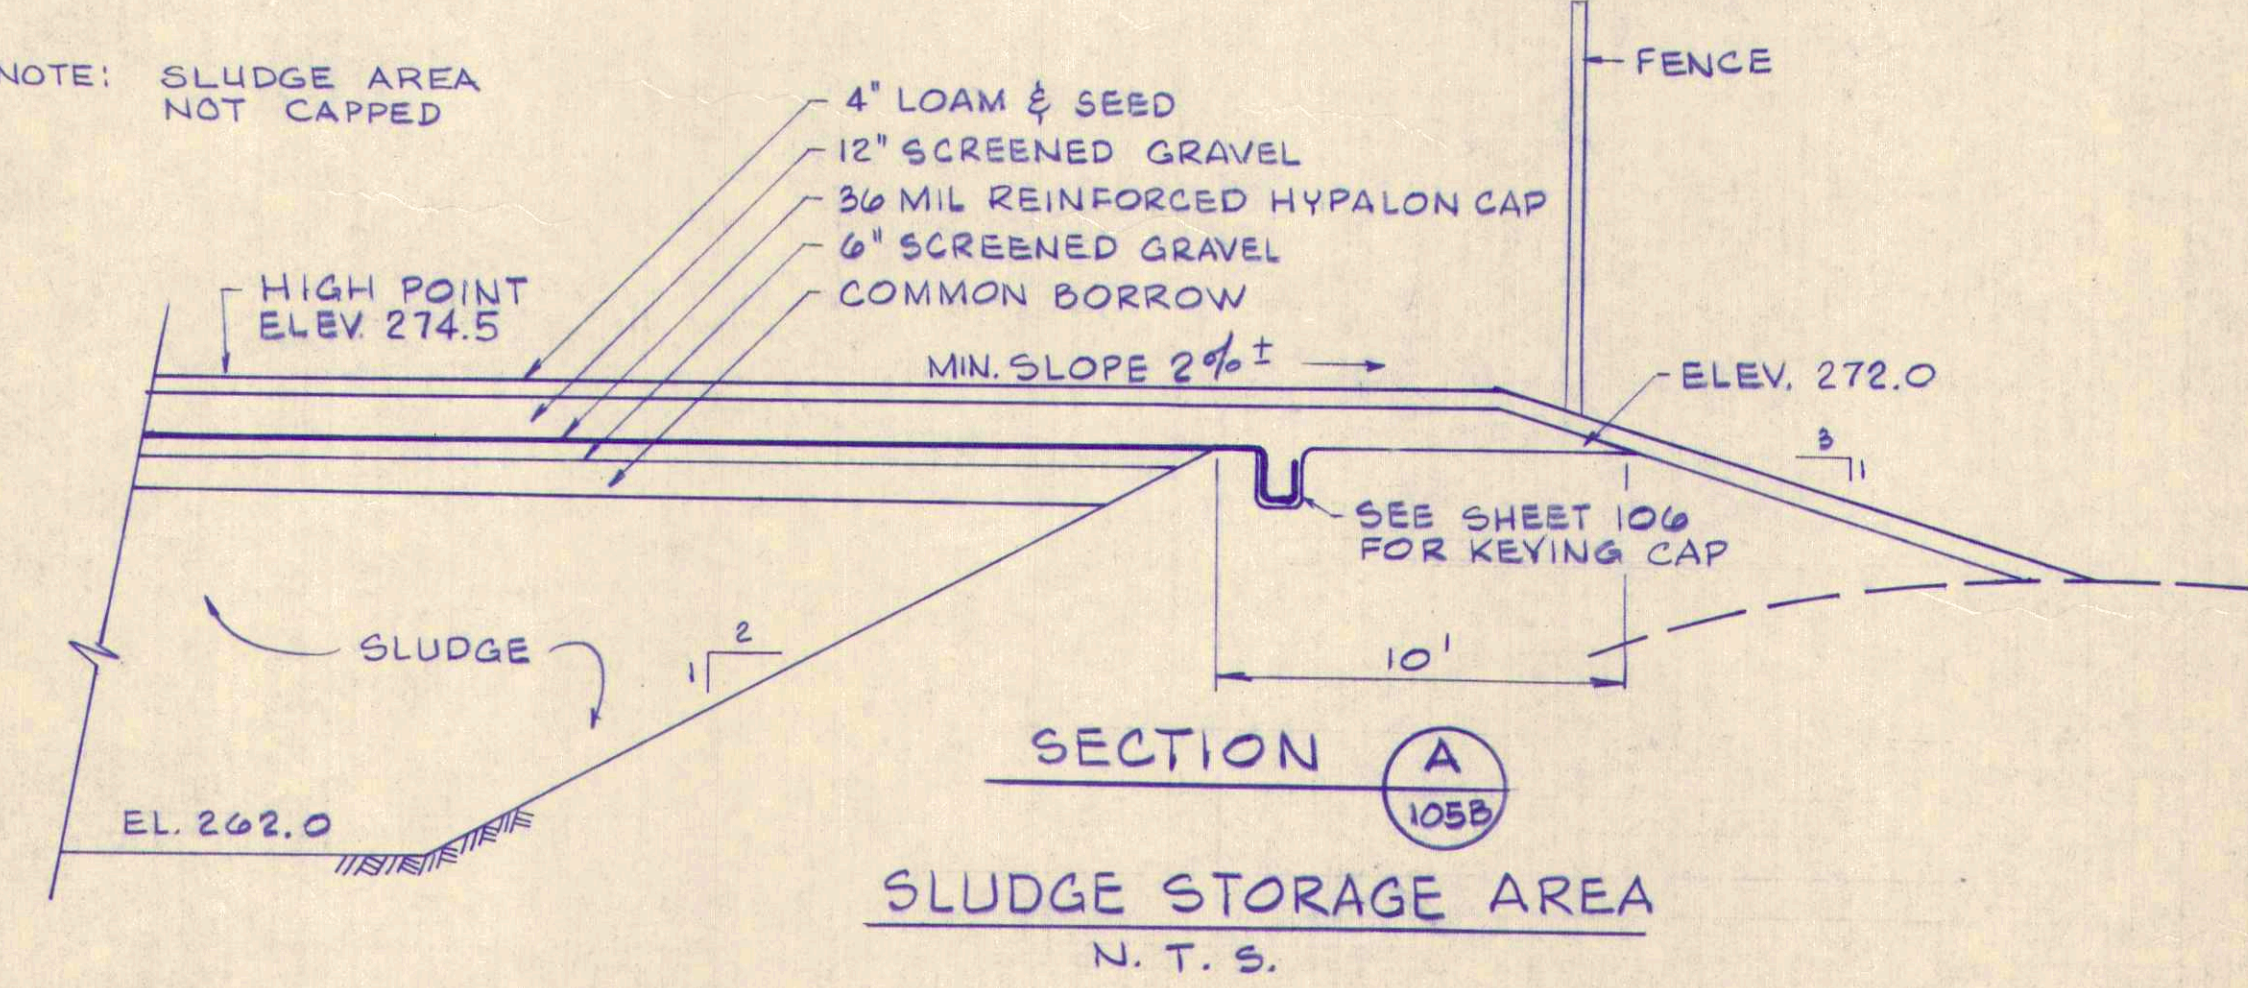 NOTE: SLUDGE AREA
NOT CAPPED
FENCE
4" LOAM & SEED
12" SCREENED GRAVEL
36 MIL REINFORCED HYPALON CAP
6" SCREENED GRAVEL
COMMON BORROW
HIGH POINT
ELEV. 274.5
MIN. SLOPE 2% ±
ELEV. 272.0
3
1
SEE SHEET 106
FOR KEYING CAP
SLUDGE
2
1
10'
EL. 262.0
SECTION A
105B
SLUDGE STORAGE AREA
N. T. S.